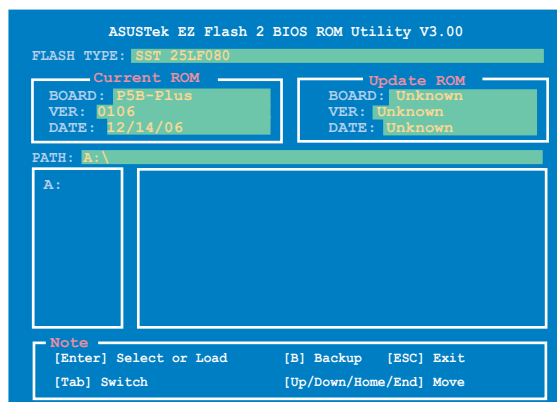 ASUSTek EZ Flash 2 BIOS ROM Utility V3.00
FLASH TYPE: SST 25LF080
Current ROM
BOARD: P5B-Plus
VER: 0106
DATE: 12/14/06
Update ROM
BOARD: Unknown
VER: Unknown
DATE: Unknown
PATH: A:\
A:
Note
[Enter] Select or Load [B] Backup [ESC] Exit
[Tab] Switch [Up/Down/Home/End] Move